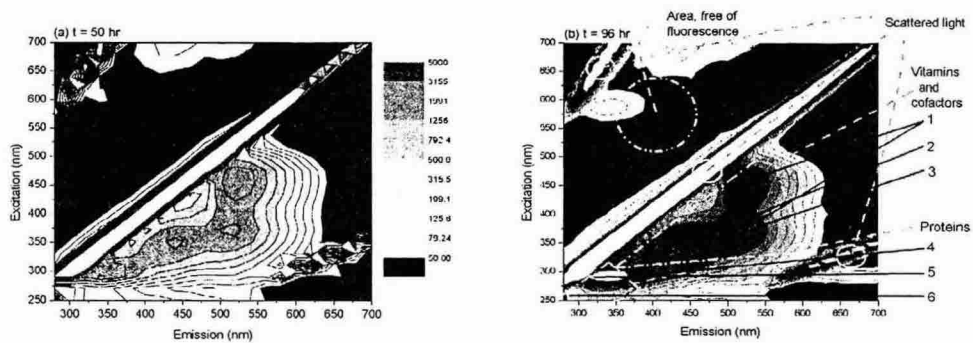 (a) t = 50 hr
700
650
600
550
500
450
400
350
300
250
Excitation (nm)
300 350 400 450 500 550 600 650 700
Emission (nm)
5000
3155
1991
1256
792.4
500.0
315.5
199.1
125.6
79.24
50.00
(b) t = 96 hr
Area, free of
fluorescence
Scattered light
Vitamins
and
cofactors
1
2
3
Proteins
4
5
6
700
650
600
550
500
450
400
350
300
250
Excitation (nm)
300 350 400 450 500 550 600 650 700
Emission (nm)